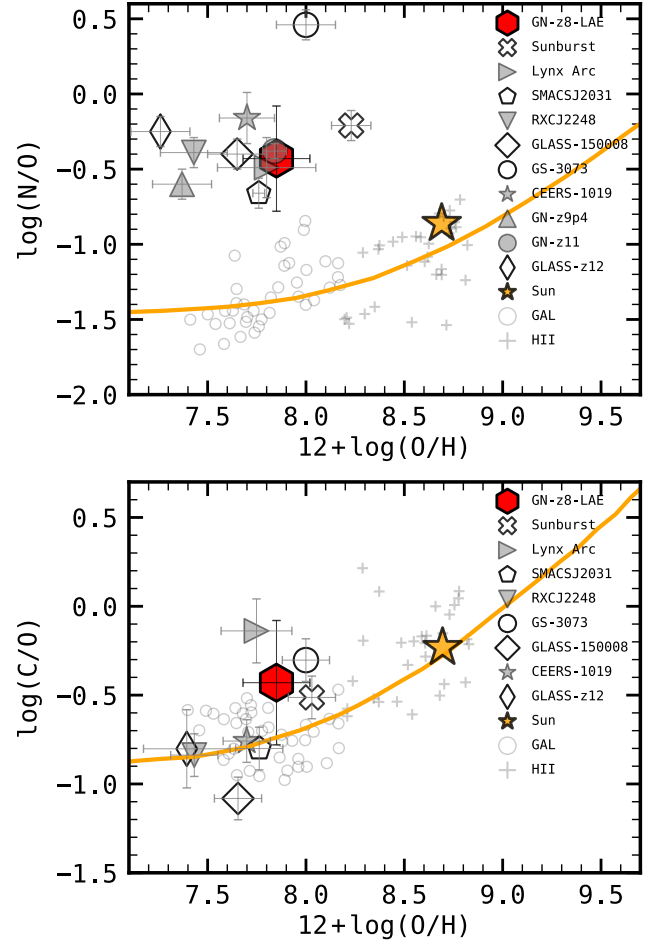 0.5
0.0
−0.5
−1.0
−1.5
−2.0
log(N/O)
7.5 8.0 8.5 9.0 9.5
12+log(O/H)
GN-z8-LAE
Sunburst
Lynx Arc
SMACSJ2031
RXCJ2248
GLASS-150008
GS-3073
CEERS-1019
GN-z9p4
GN-z11
GLASS-z12
Sun
GAL
HII
0.5
0.0
−0.5
−1.0
−1.5
log(C/O)
7.5 8.0 8.5 9.0 9.5
12+log(O/H)
GN-z8-LAE
Sunburst
Lynx Arc
SMACSJ2031
RXCJ2248
GS-3073
GLASS-150008
CEERS-1019
GLASS-z12
Sun
GAL
HII